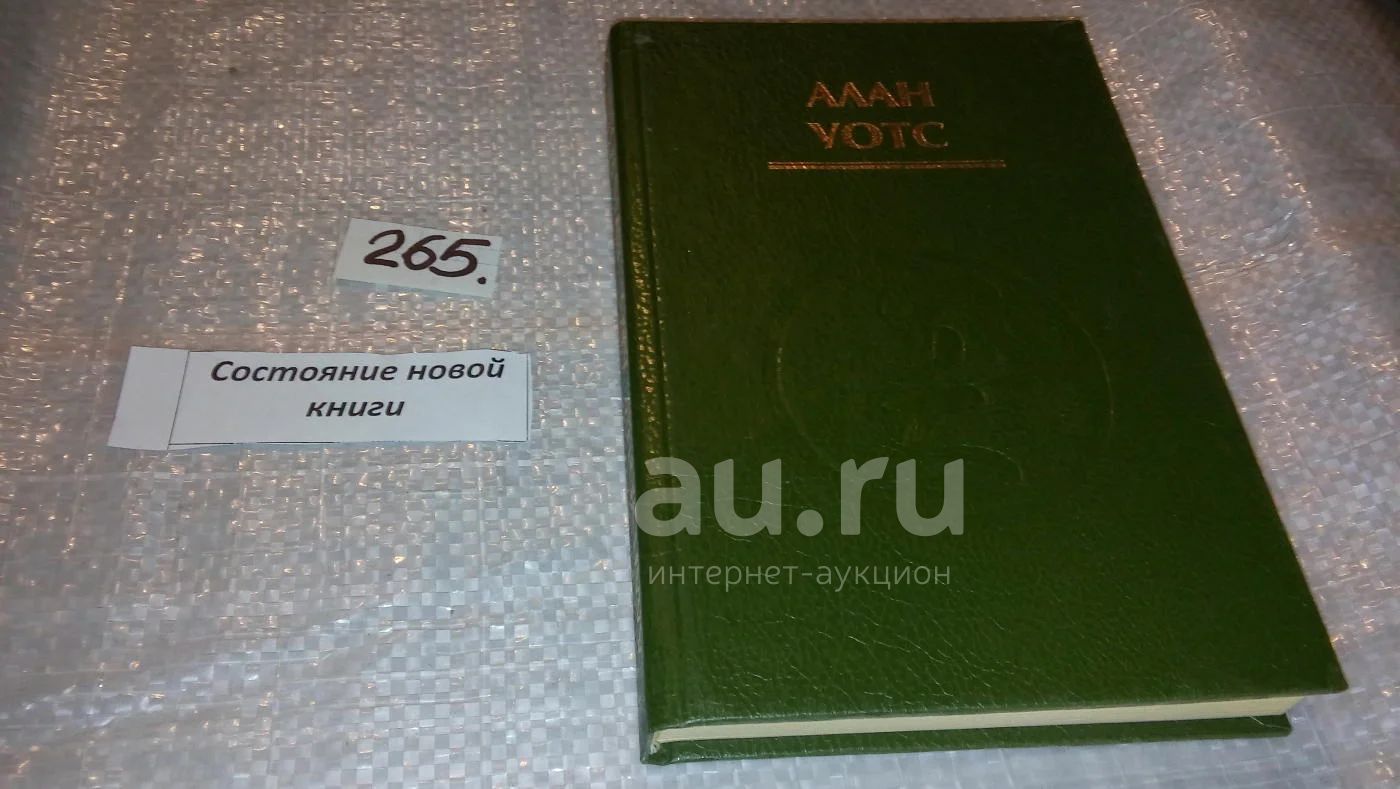 АЛАН
УОТС
265.
Состояние новой
книги
au.ru
интернет-аукцион